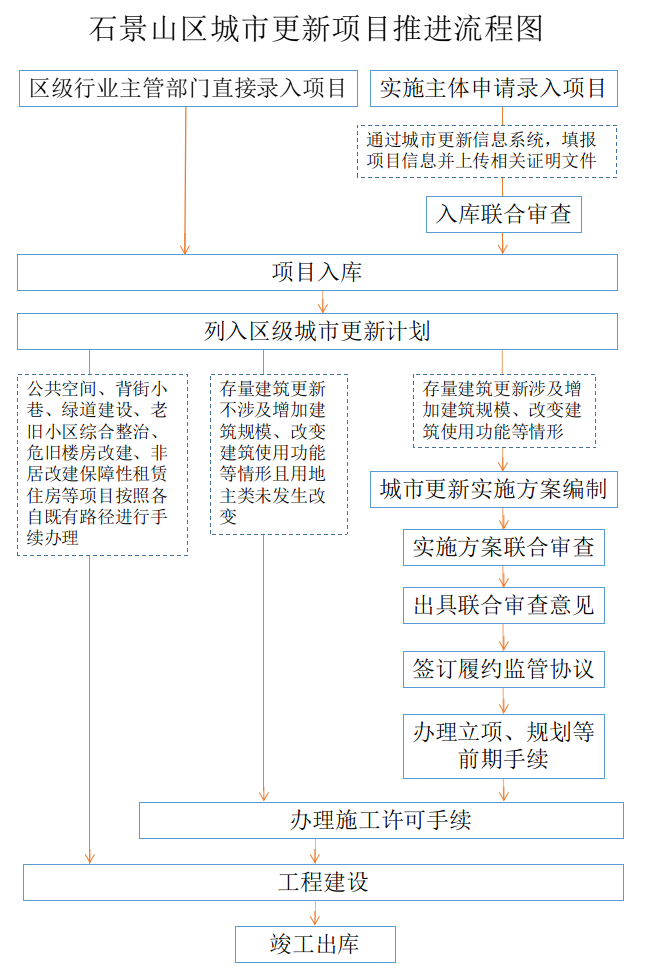 石景山区城市更新项目推进流程图
区级行业主管部门直接录入项目
实施主体申请录入项目
通过城市更新信息系统，填报
项目信息并上传相关证明文件
入库联合审查
项目入库
列入区级城市更新计划
公共空间、背街小
巷、绿道建设、老
旧小区综合整治、
危旧楼房改建、非
居改建保障性租赁
住房等项目按照各
自既有路径进行手
续办理
存量建筑更新
不涉及增加建
筑规模、改变
建筑使用功能
等情形且用地
主类未发生改
变
存量建筑更新涉及增
加建筑规模、改变建
筑使用功能等情形
城市更新实施方案编制
实施方案联合审查
出具联合审查意见
签订履约监管协议
办理立项、规划等
前期手续
办理施工许可手续
工程建设
竣工出库